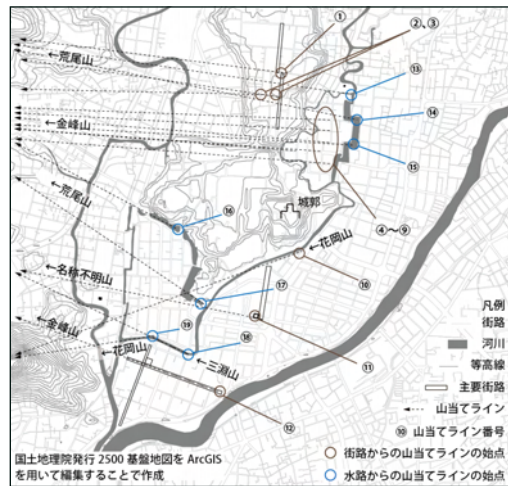 ①
②、③
←荒尾山
⑬
⑭
←金峰山
⑮
←荒尾山
⑯
城郭
④〜⑨
←花岡山
⑩
←名称不明山
⑰
←金峰山
⑲
←花岡山
⑱
←三淵山
⑪
⑫
凡例
街路
河川
等高線
主要街路
山当てライン
⑩ 山当てライン番号
街路からの山当てラインの始点
水路からの山当てラインの始点
国土地理院発行 2500 基盤地図を ArcGIS
を用いて編集することで作成